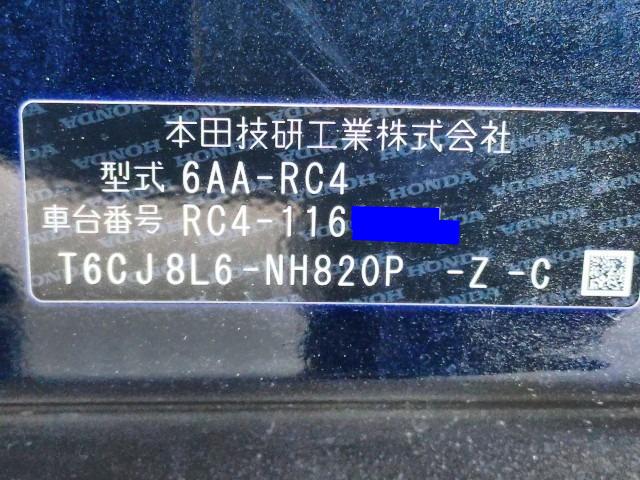 本田技研工業株式会社
型式 6AA-RC4
車台番号 RC4-116
T6CJ8L6-NH820P -Z -C